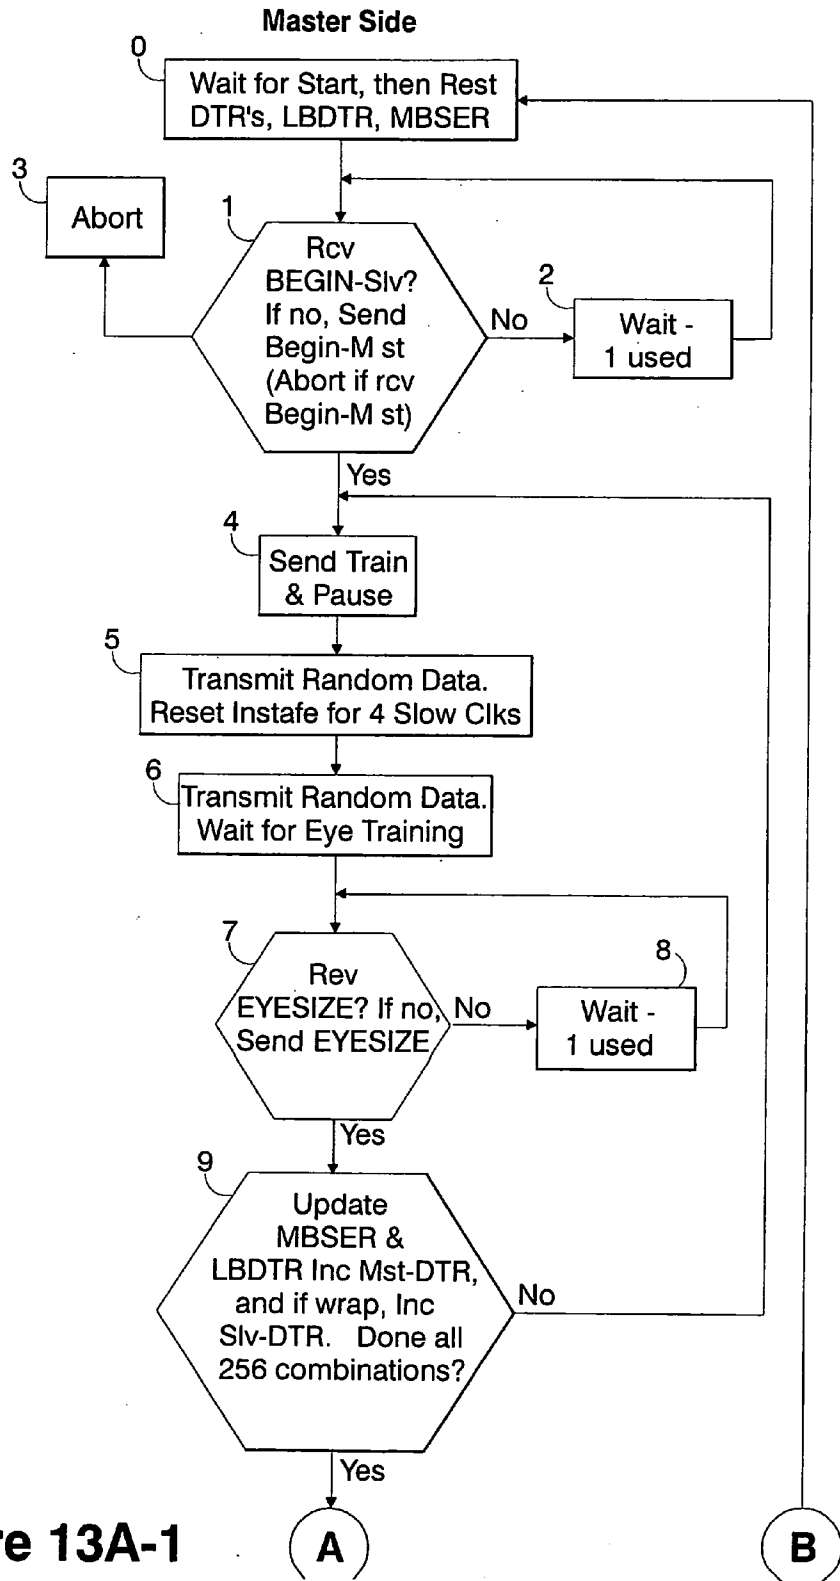 Master Side
0
Wait for Start, then Rest
DTR's, LBDTR, MBSER
3
Abort
1
Rcv
BEGIN-Slv?
If no, Send
Begin-M st
(Abort if rcv
Begin-M st)
No
2
Wait -
1 used
Yes
4
Send Train
& Pause
5
Transmit Random Data.
Reset Instafe for 4 Slow Clks
6
Transmit Random Data.
Wait for Eye Training
7
Rev
EYESIZE? If no,
Send EYESIZE
No
8
Wait -
1 used
Yes
9
Update
MBSER &
LBDTR Inc Mst-DTR,
and if wrap, Inc
Slv-DTR. Done all
256 combinations?
No
Yes
re 13A-1
A
B